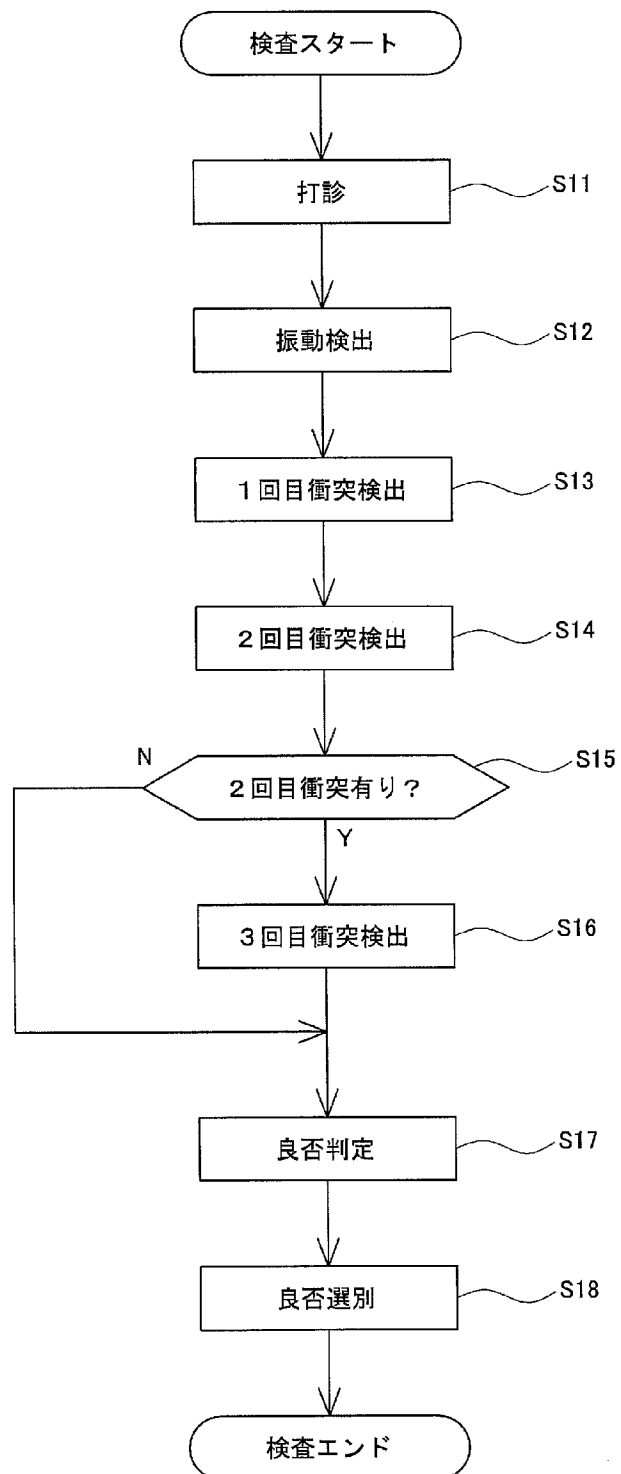 検査スタート
打診
S11
振動検出
S12
1回目衝突検出
S13
2回目衝突検出
S14
N
2回目衝突有り?
S15
Y
3回目衝突検出
S16
良否判定
S17
良否選別
S18
検査エンド